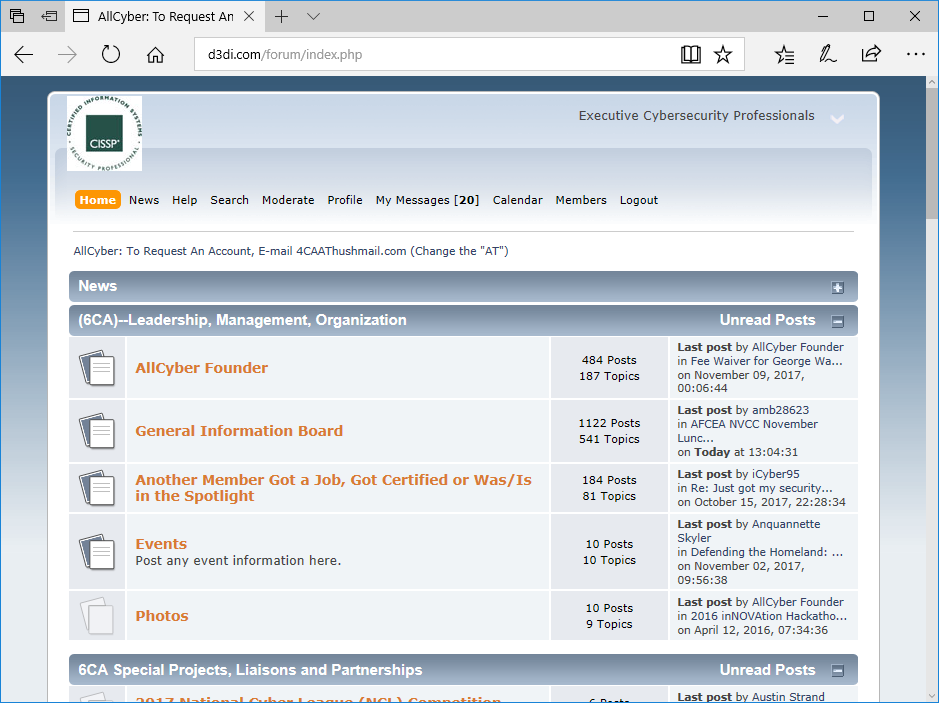 AllCyber: To Request An
d3di.com/forum/index.php
CERTIFIED INFORMATION SYSTEMS
CISSP®
SECURITY PROFESSIONAL
Executive Cybersecurity Professionals
Home News Help Search Moderate Profile My Messages [20] Calendar Members Logout
AllCyber: To Request An Account, E-mail 4CAAThushmail.com (Change the "AT")
News
(6CA)--Leadership, Management, Organization Unread Posts
AllCyber Founder
484 Posts
187 Topics
Last post by AllCyber Founder
in Fee Waiver for George Wa...
on November 09, 2017,
00:06:44
General Information Board
1122 Posts
541 Topics
Last post by amb28623
in AFCEA NVCC November
Lunc...
on Today at 13:04:31
Another Member Got a Job, Got Certified or Was/Is
in the Spotlight
184 Posts
81 Topics
Last post by iCyber95
in Re: Just got my security...
on October 15, 2017, 22:28:34
Events
Post any event information here.
10 Posts
10 Topics
Last post by Anquannette
Skyler
in Defending the Homeland: ...
on November 02, 2017,
09:56:38
Photos
10 Posts
9 Topics
Last post by AllCyber Founder
in 2016 inNOVAtion Hackatho...
on April 12, 2016, 07:34:36
6CA Special Projects, Liaisons and Partnerships Unread Posts
2017 National Cyber League (NCL) Competition
6 Posts
Last post by Austin Strand